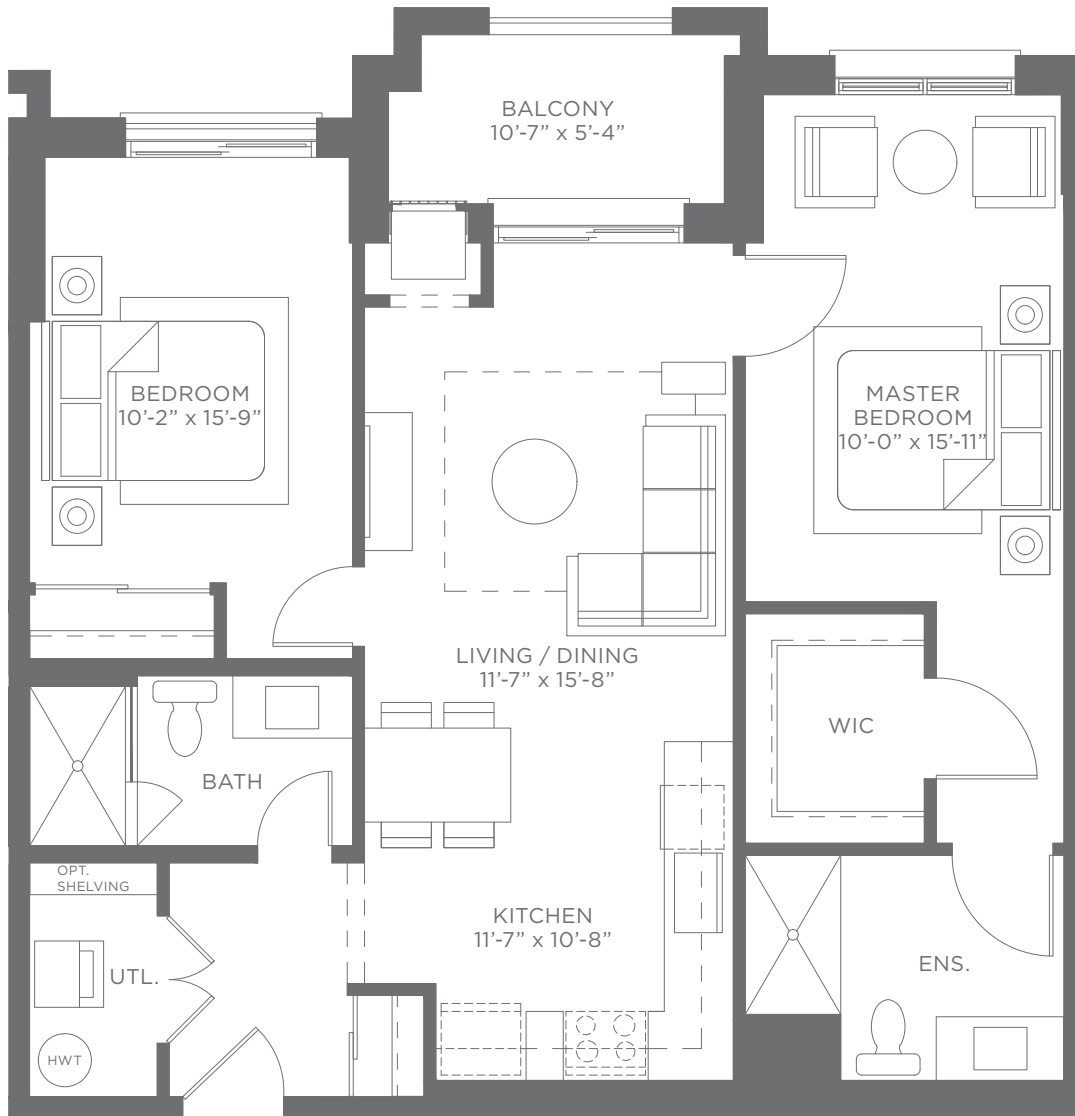 BALCONY
10’-7” x 5’-4”
BEDROOM
10’-2” x 15’-9”
MASTER
BEDROOM
10’-0” x 15’-11”
LIVING / DINING
11’-7” x 15’-8”
WIC
BATH
OPT.
SHELVING
KITCHEN
11’-7” x 10’-8”
UTL.
ENS.
HWT